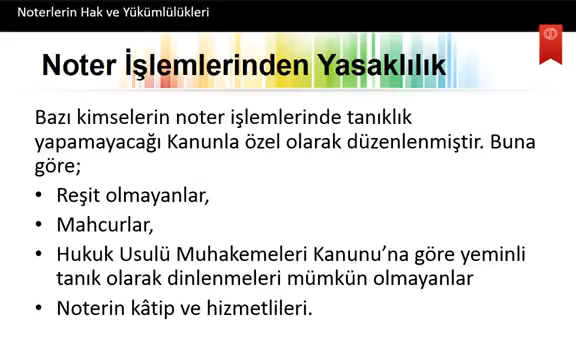 Noterlerin Hak ve Yükümlülükleri
Noter İşlemlerinden Yasaklılık
Bazı kimselerin noter işlemlerinde tanıklık
yapamayacağı Kanunla özel olarak düzenlenmiştir. Buna
göre;
• Reşit olmayanlar,
• Mahcurlar,
• Hukuk Usulü Muhakemeleri Kanunu’na göre yeminli
tanık olarak dinlenmeleri mümkün olmayanlar
• Noterin kâtip ve hizmetlileri.